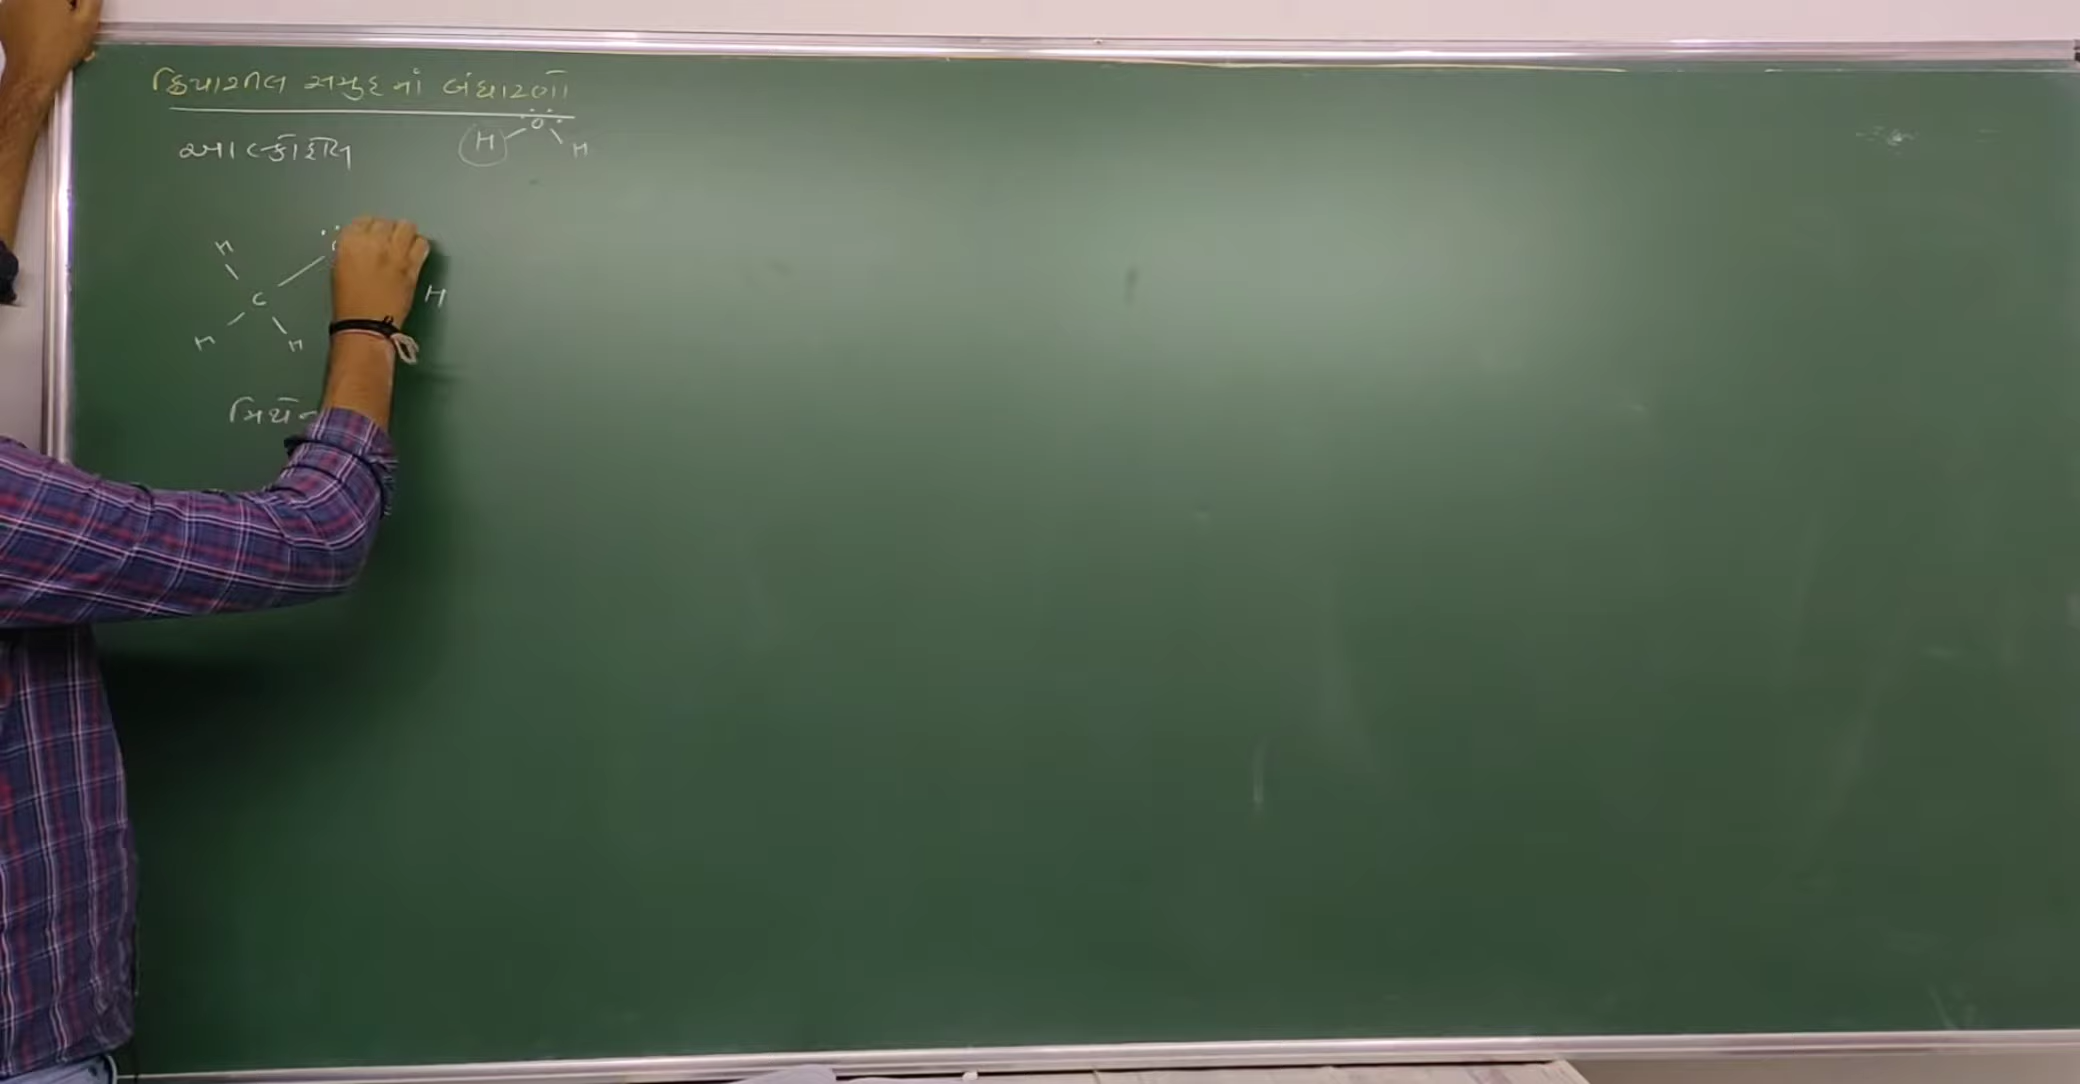 ક્રિયાશીલ સમુહ નાં બંધારણો
આલ્કોહોલ
H O H
H
C
H
H H